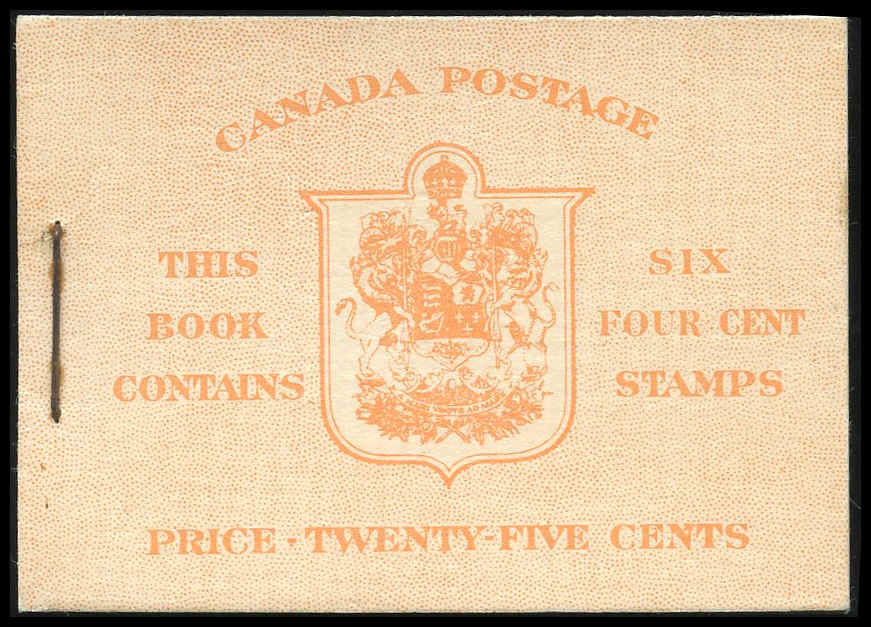 CANADA POSTAGE
THIS
BOOK
CONTAINS
SIX
FOUR CENT
STAMPS
PRICE · TWENTY-FIVE CENTS